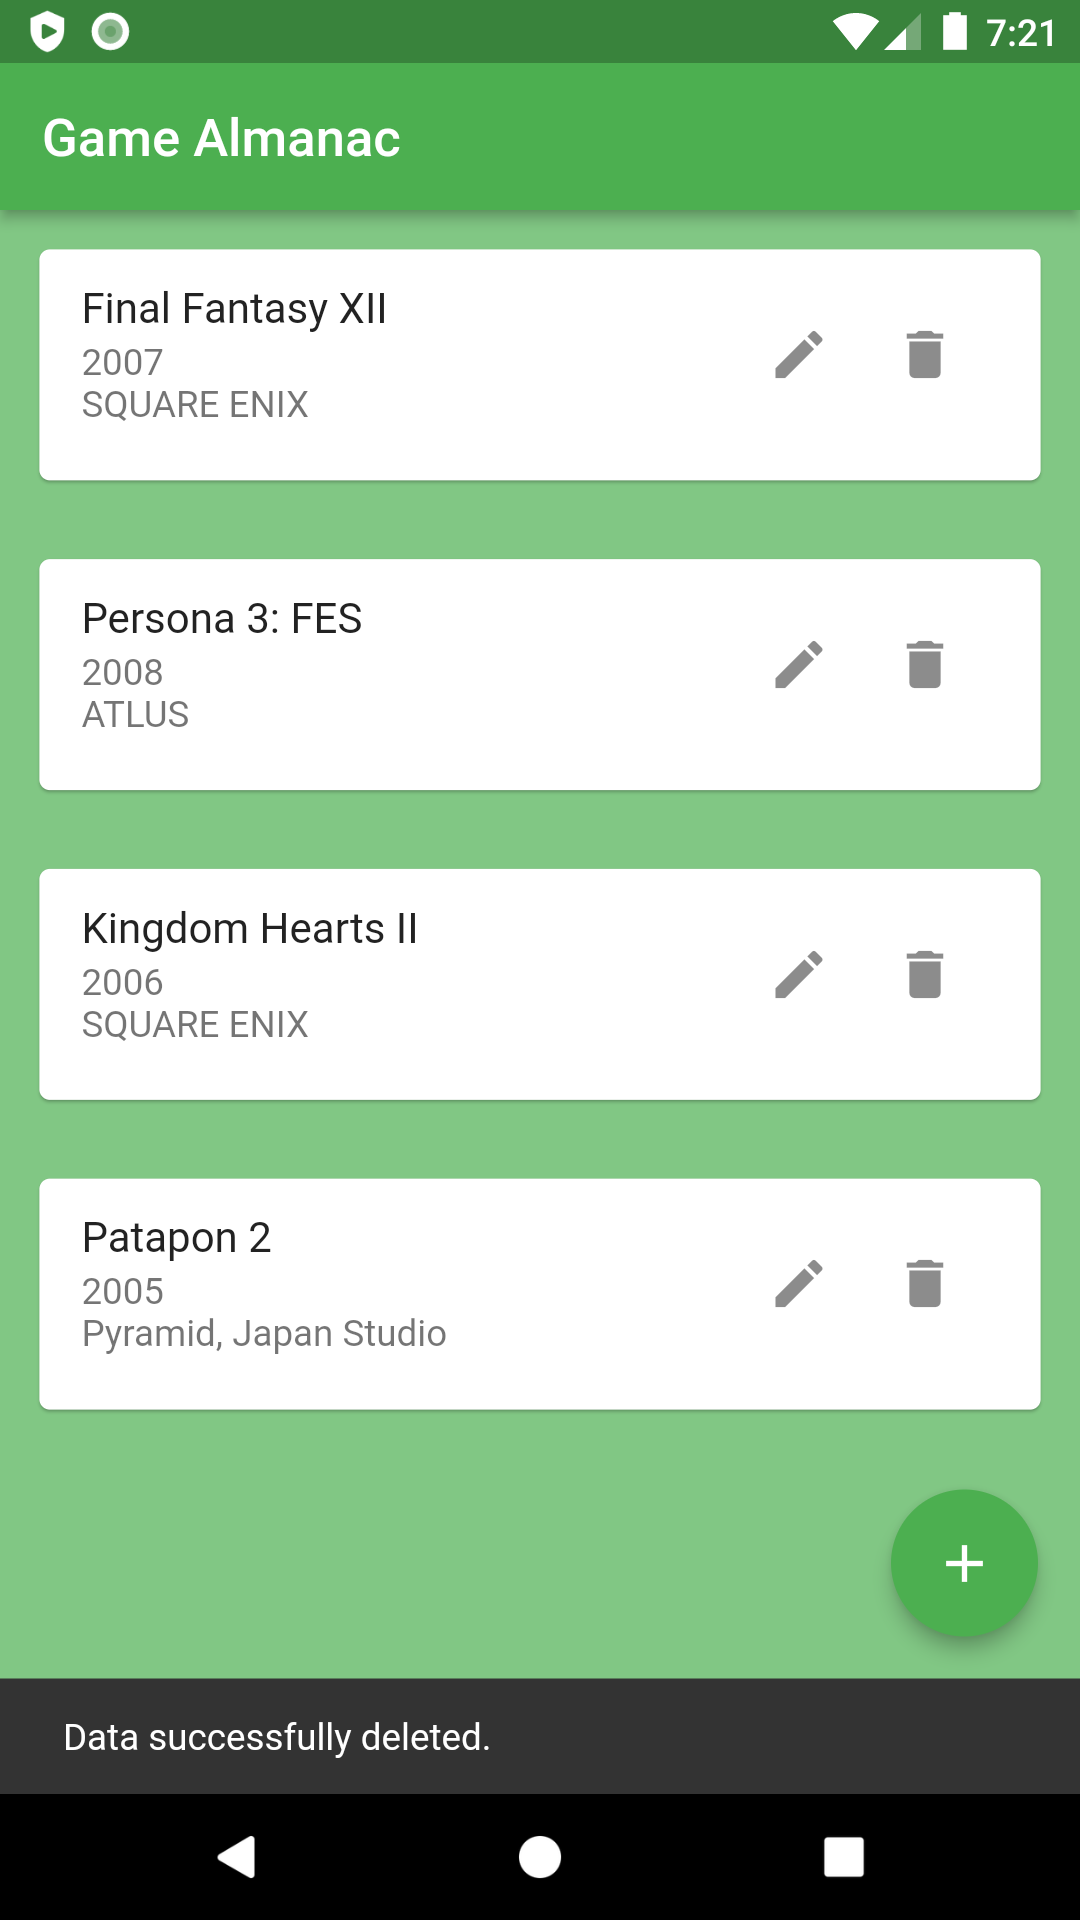 7:21
Game Almanac
Final Fantasy XII
2007
SQUARE ENIX
Persona 3: FES
2008
ATLUS
Kingdom Hearts II
2006
SQUARE ENIX
Patapon 2
2005
Pyramid, Japan Studio
Data successfully deleted.